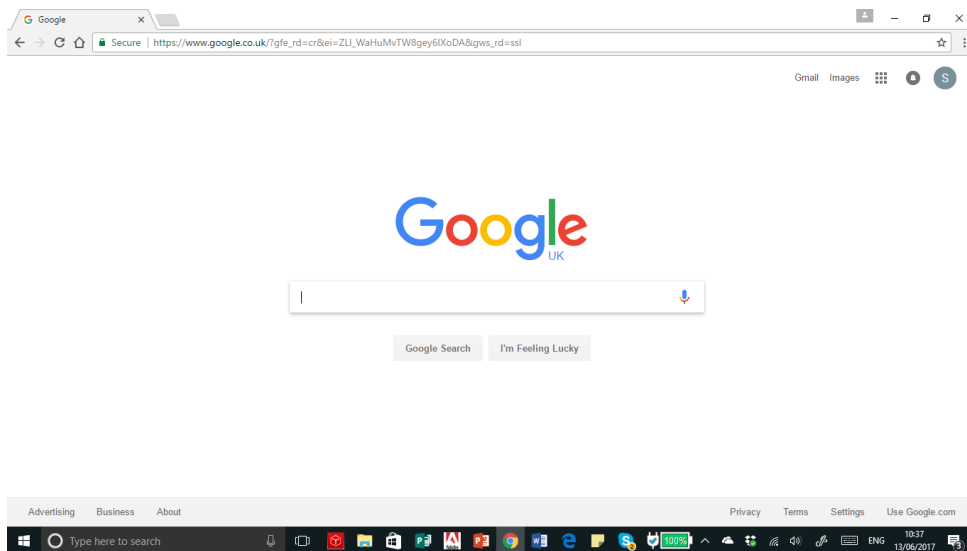 Google
Secure | https://www.google.co.uk/?gfe_rd=cr&ei=ZLI_WaHuMvTW8gey6IXoDA&gws_rd=ssl
Gmail Images S
Google
UK
Google Search I'm Feeling Lucky
Advertising Business About Privacy Terms Settings Use Google.com
Type here to search 100% ENG 10:37
13/06/2017